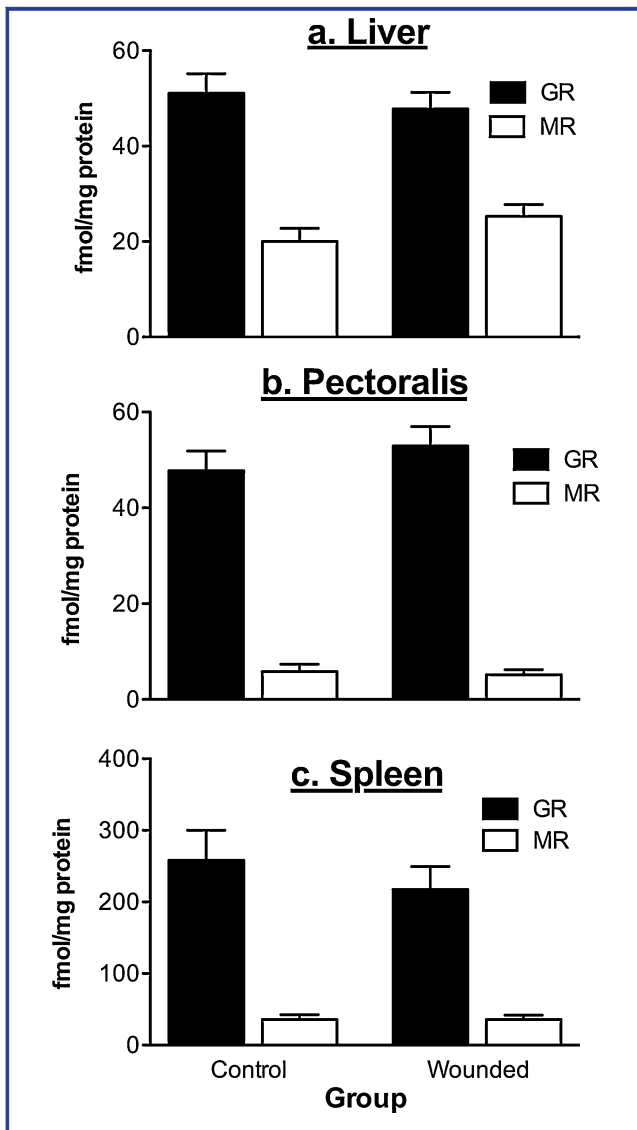 a. Liver
60
40
20
0
fmol/mg protein
GR
MR
b. Pectoralis
60
40
20
0
fmol/mg protein
GR
MR
c. Spleen
400
300
200
100
0
fmol/mg protein
GR
MR
Control Wounded
Group